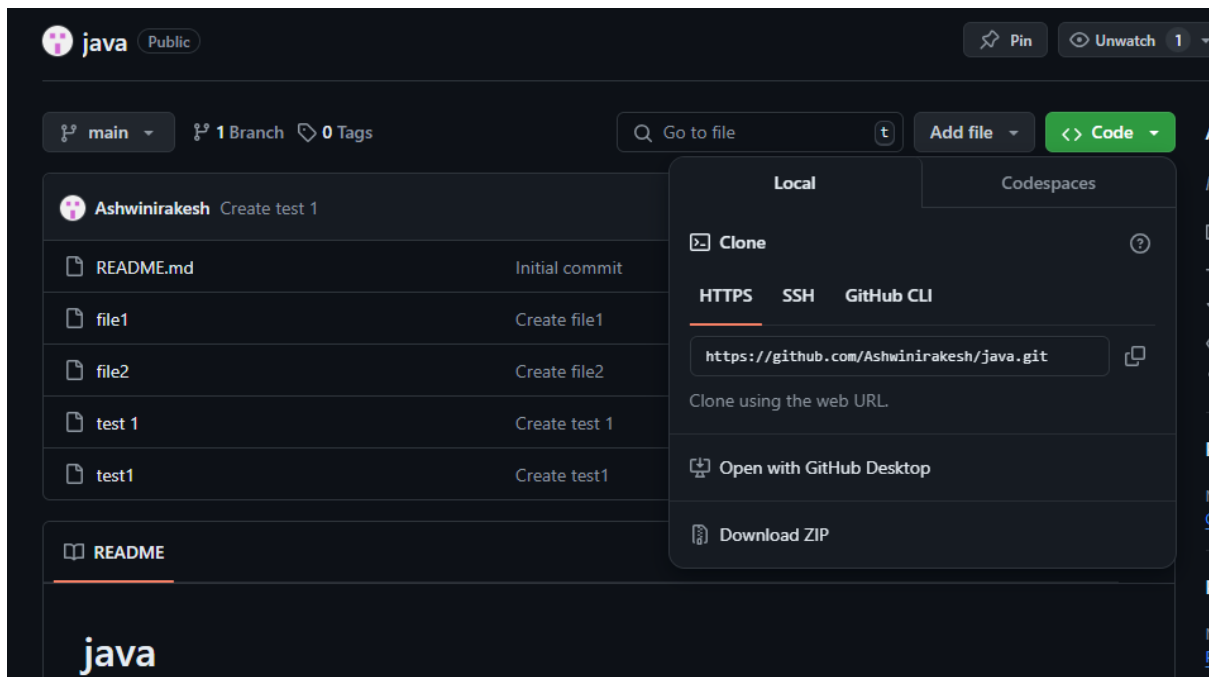 java Public Pin Unwatch 1
main 1 Branch 0 Tags Go to file t Add file Code
Local Codespaces
Ashwinirakesh Create test 1
Clone
README.md Initial commit
HTTPS SSH GitHub CLI
file1 Create file1
https://github.com/Ashwinirakesh/java.git
file2 Create file2
Clone using the web URL.
test 1 Create test 1
Open with GitHub Desktop
test1 Create test1
Download ZIP
README
java